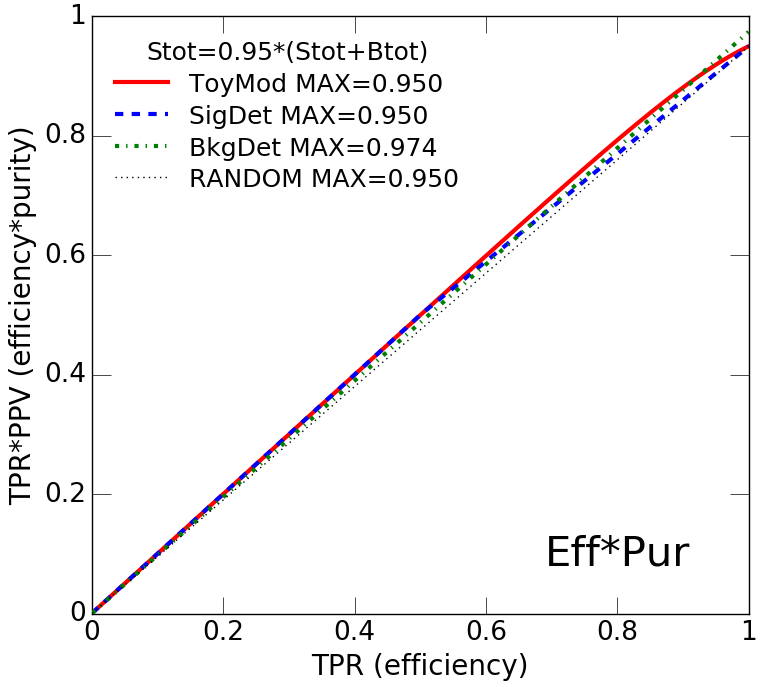 Stot=0.95*(Stot+Btot)
ToyMod MAX=0.950
SigDet MAX=0.950
BkgDet MAX=0.974
RANDOM MAX=0.950
1
0.8
0.6
0.4
0.2
0
TPR*PPV (efficiency*purity)
Eff*Pur
0 0.2 0.4 0.6 0.8 1
TPR (efficiency)